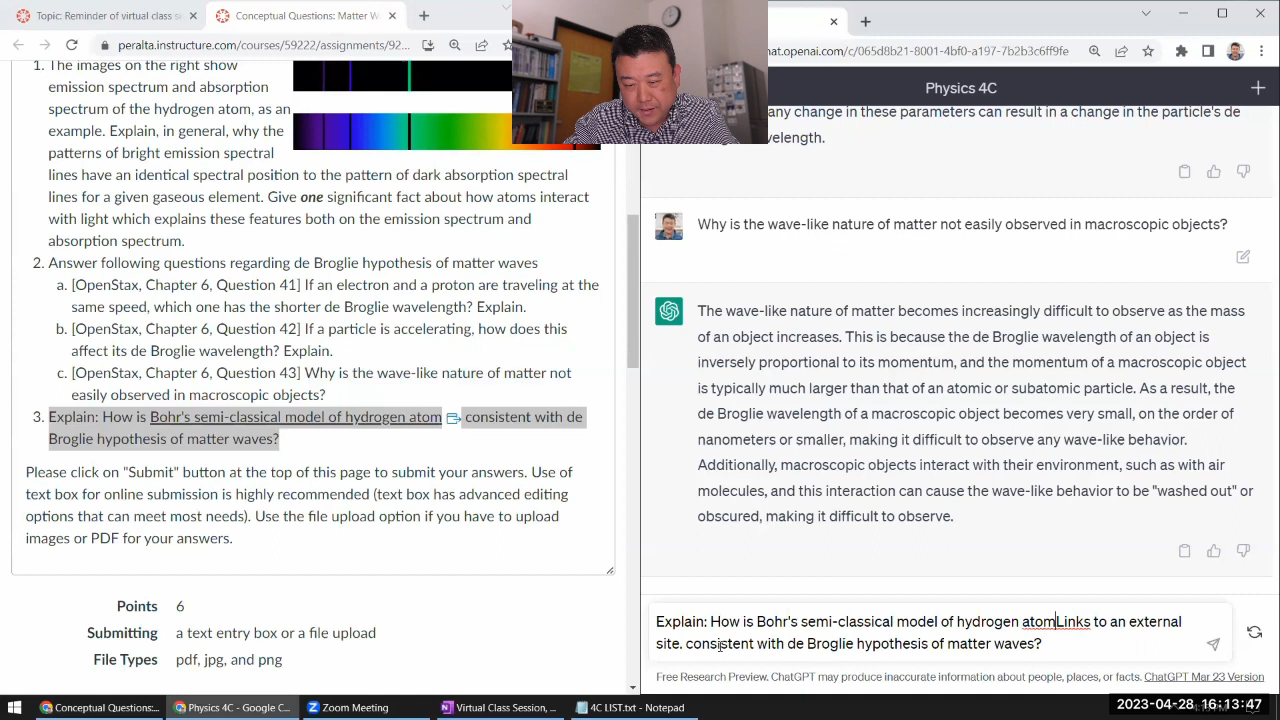 Topic: Reminder of virtual class s
Conceptual Questions: Matter W
peralta.instructure.com/courses/59222/assignments/92...
1. The images on the right show
emission spectrum and absorption
spectrum of the hydrogen atom, as an
example. Explain, in general, why the
patterns of bright emission spectral
lines have an identical spectral position to the pattern of dark absorption spectral
lines for a given gaseous element. Give one significant fact about how atoms interact
with light which explains these features both on the emission spectrum and
absorption spectrum.
2. Answer following questions regarding de Broglie hypothesis of matter waves
a. [OpenStax, Chapter 6, Question 41] If an electron and a proton are traveling at the
same speed, which one has the shorter de Broglie wavelength? Explain.
b. [OpenStax, Chapter 6, Question 42] If a particle is accelerating, how does this
affect its de Broglie wavelength? Explain.
c. [OpenStax, Chapter 6, Question 43] Why is the wave-like nature of matter not
easily observed in macroscopic objects?
3. Explain: How is Bohr's semi-classical model of hydrogen atom consistent with de
Broglie hypothesis of matter waves?
Please click on "Submit" button at the top of this page to submit your answers. Use of
text box for online submission is highly recommended (text box has advanced editing
options that can meet most needs). Use the file upload option if you have to upload
images or PDF for your answers.
Points 6
Submitting a text entry box or a file upload
File Types pdf, jpg, and png
hat.openai.com/c/065d8b21-8001-4bf0-a197-7b2b3c6ff9fe
Physics 4C
any change in these parameters can result in a change in the particle's de
velength.
Why is the wave-like nature of matter not easily observed in macroscopic objects?
The wave-like nature of matter becomes increasingly difficult to observe as the mass
of an object increases. This is because the de Broglie wavelength of an object is
inversely proportional to its momentum, and the momentum of a macroscopic object
is typically much larger than that of an atomic or subatomic particle. As a result, the
de Broglie wavelength of a macroscopic object becomes very small, on the order of
nanometers or smaller, making it difficult to observe any wave-like behavior.
Additionally, macroscopic objects interact with their environment, such as with air
molecules, and this interaction can cause the wave-like behavior to be "washed out" or
obscured, making it difficult to observe.
Explain: How is Bohr's semi-classical model of hydrogen atomLinks to an external
site. consistent with de Broglie hypothesis of matter waves?
Free Research Preview. ChatGPT may produce inaccurate information about people, places, or facts. ChatGPT Mar 23 Version
Conceptual Questions:...
Physics 4C - Google C...
Zoom Meeting
Virtual Class Session, ...
4C LIST.txt - Notepad
2023-04-28 16:13:47